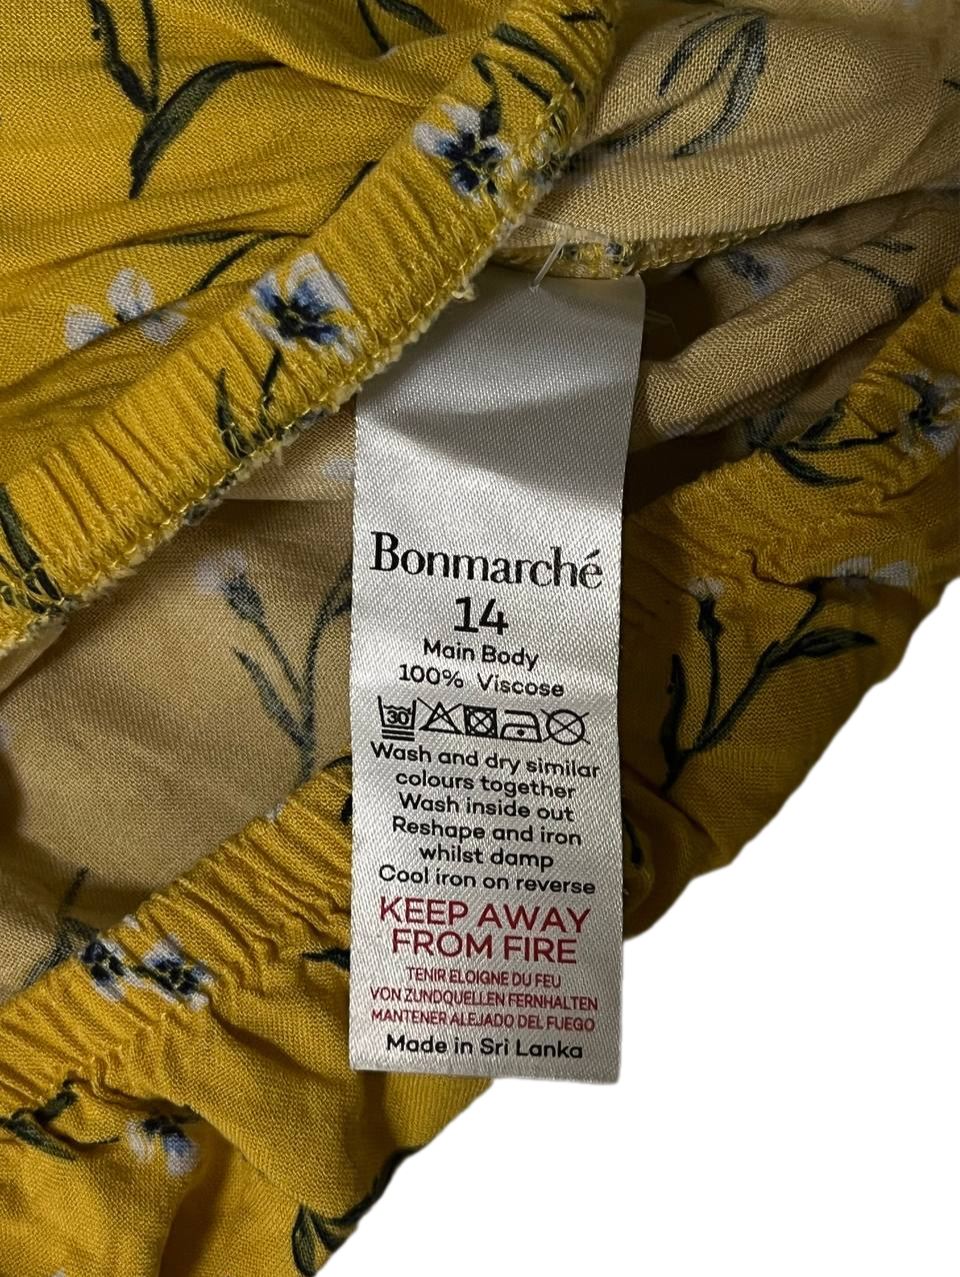 Bonmarché
14
Main Body
100% Viscose
30
Wash and dry similar
colours together
Wash inside out
Reshape and iron
whilst damp
Cool iron on reverse
KEEP AWAY
FROM FIRE
TENIR ELOIGNE DU FEU
VON ZUNDQUELLEN FERNHALTEN
MANTENER ALEJADO DEL FUEGO
Made in Sri Lanka